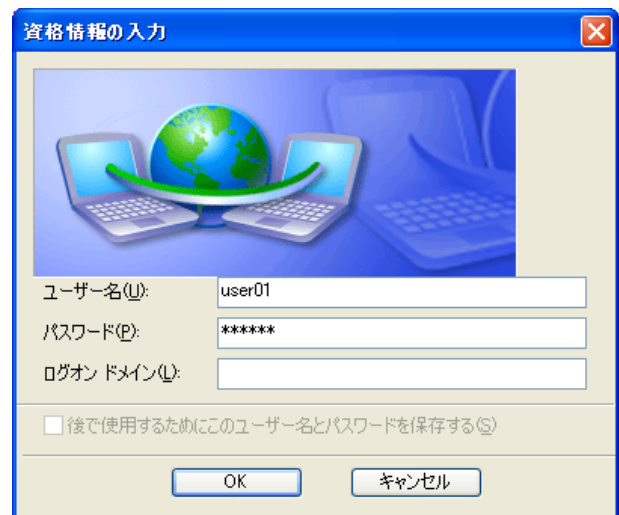 資格情報の入力
ユーザー名(U): user01
パスワード(P): ******
ログオン ドメイン(L):
後で使用するためにこのユーザー名とパスワードを保存する(S)
OK キャンセル